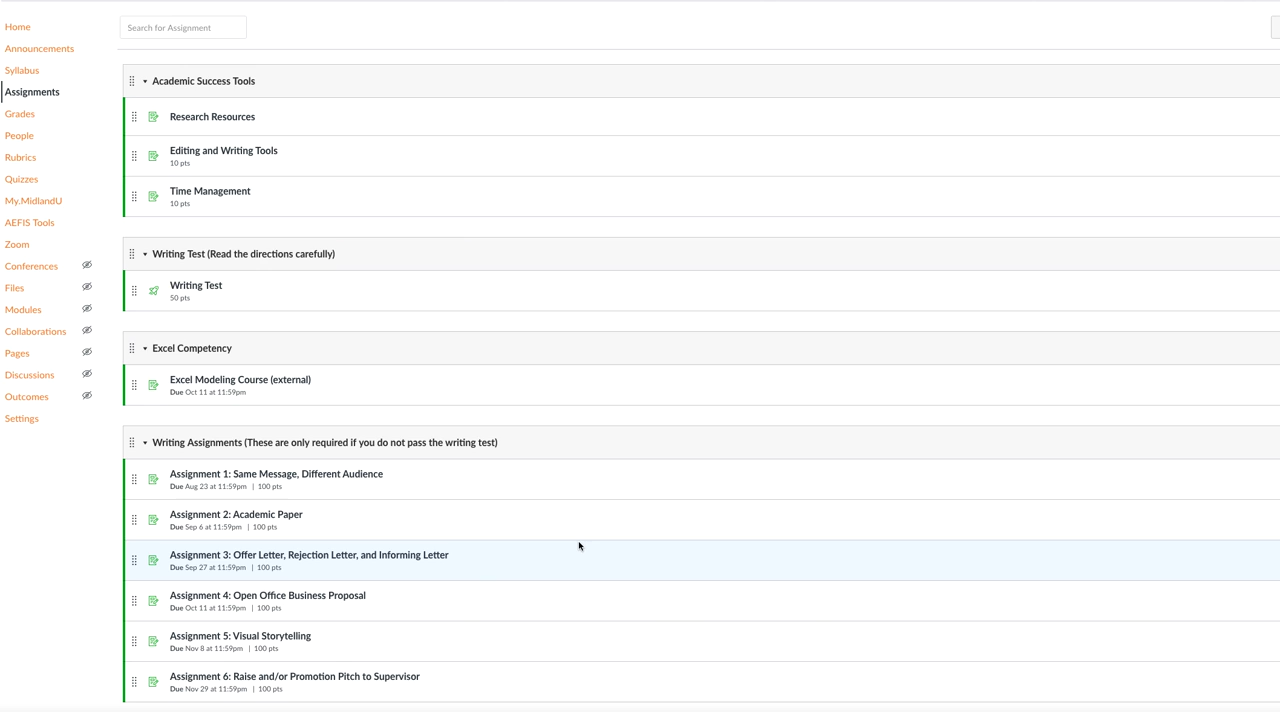 Home
Announcements
Syllabus
Assignments
Grades
People
Rubrics
Quizzes
My.MidlandU
AEFIS Tools
Zoom
Conferences
Files
Modules
Collaborations
Pages
Discussions
Outcomes
Settings
Search for Assignment
Academic Success Tools
Research Resources
Editing and Writing Tools
10 pts
Time Management
10 pts
Writing Test (Read the directions carefully)
Writing Test
50 pts
Excel Competency
Excel Modeling Course (external)
Due Oct 11 at 11:59pm
Writing Assignments (These are only required if you do not pass the writing test)
Assignment 1: Same Message, Different Audience
Due Aug 23 at 11:59pm | 100 pts
Assignment 2: Academic Paper
Due Sep 6 at 11:59pm | 100 pts
Assignment 3: Offer Letter, Rejection Letter, and Informing Letter
Due Sep 27 at 11:59pm | 100 pts
Assignment 4: Open Office Business Proposal
Due Oct 11 at 11:59pm | 100 pts
Assignment 5: Visual Storytelling
Due Nov 8 at 11:59pm | 100 pts
Assignment 6: Raise and/or Promotion Pitch to Supervisor
Due Nov 29 at 11:59pm | 100 pts